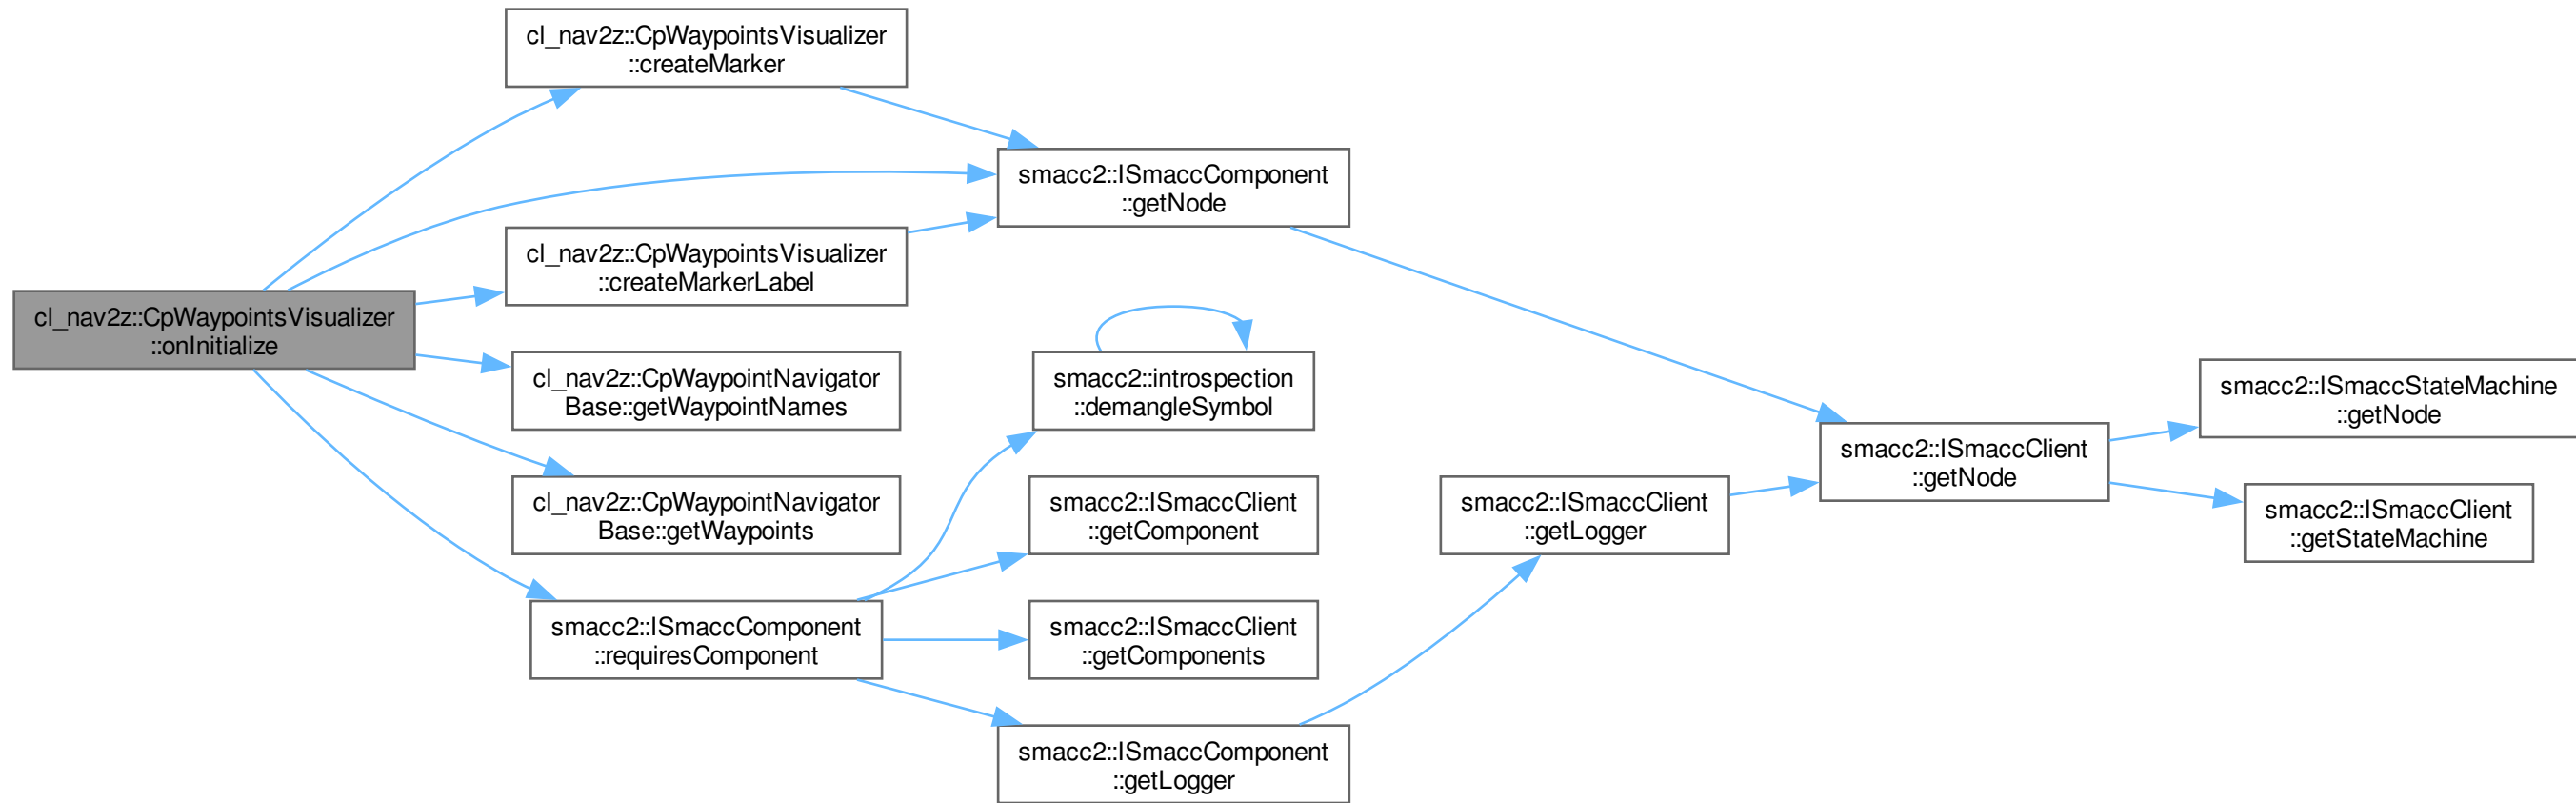 cl_nav2z::CpWaypointsVisualizer
::onInitialize
cl_nav2z::CpWaypointsVisualizer
::createMarker
smacc2::ISmaccComponent
::getNode
cl_nav2z::CpWaypointsVisualizer
::createMarkerLabel
cl_nav2z::CpWaypointNavigator
Base::getWaypointNames
cl_nav2z::CpWaypointNavigator
Base::getWaypoints
smacc2::ISmaccComponent
::requiresComponent
smacc2::introspection
::demangleSymbol
smacc2::ISmaccClient
::getComponent
smacc2::ISmaccClient
::getComponents
smacc2::ISmaccComponent
::getLogger
smacc2::ISmaccClient
::getLogger
smacc2::ISmaccClient
::getNode
smacc2::ISmaccStateMachine
::getNode
smacc2::ISmaccClient
::getStateMachine